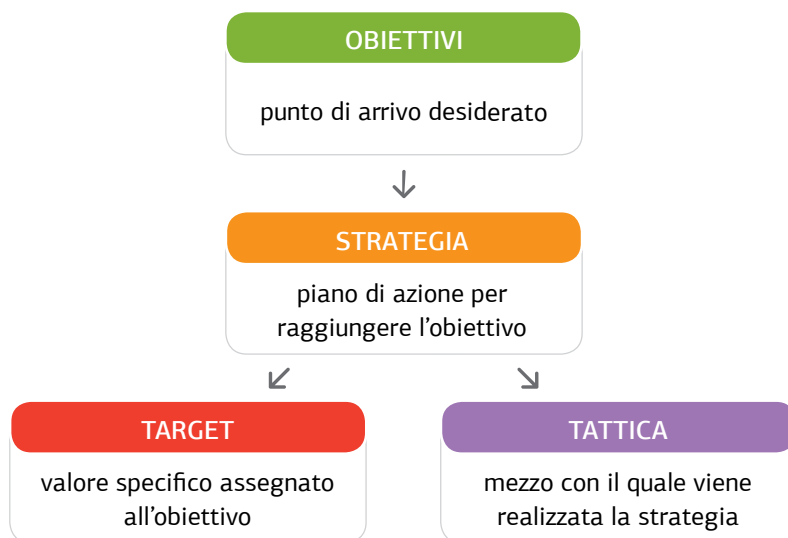 OBIETTIVI
punto di arrivo desiderato
STRATEGIA
piano di azione per
raggiungere l'obiettivo
TARGET
valore specifico assegnato
all'obiettivo
TATTICA
mezzo con il quale viene
realizzata la strategia